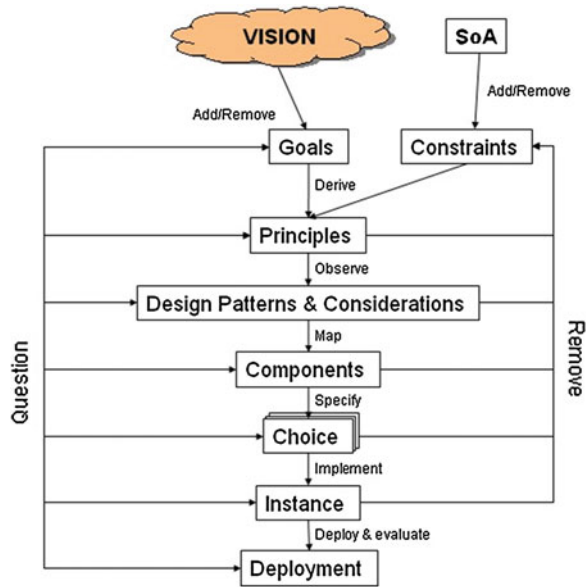 VISION
SoA
Add/Remove
Add/Remove
Goals
Constraints
Derive
Principles
Observe
Design Patterns & Considerations
Map
Components
Specify
Choice
Implement
Instance
Deploy & evaluate
Deployment
Question
Remove